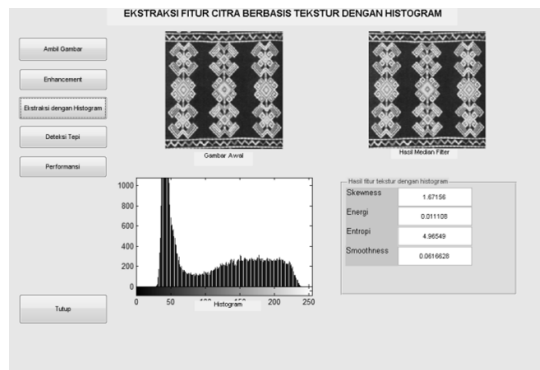 EKSTRAKSI FITUR CITRA BERBASIS TEKSTUR DENGAN HISTOGRAM
Ambil Gambar
Enhancement
Ekstraksi dengan Histogram
Deteksi Tepi
Performansi
Tutup
Gambar Awal
Hasil Median Filter
1000
800
600
400
200
0
0 50 200 250
Histogram
Hasil fitur tekstur dengan histogram
Skewness 1.67156
Energi 0.011108
Entropi 4.96549
Smoothness 0.0616628